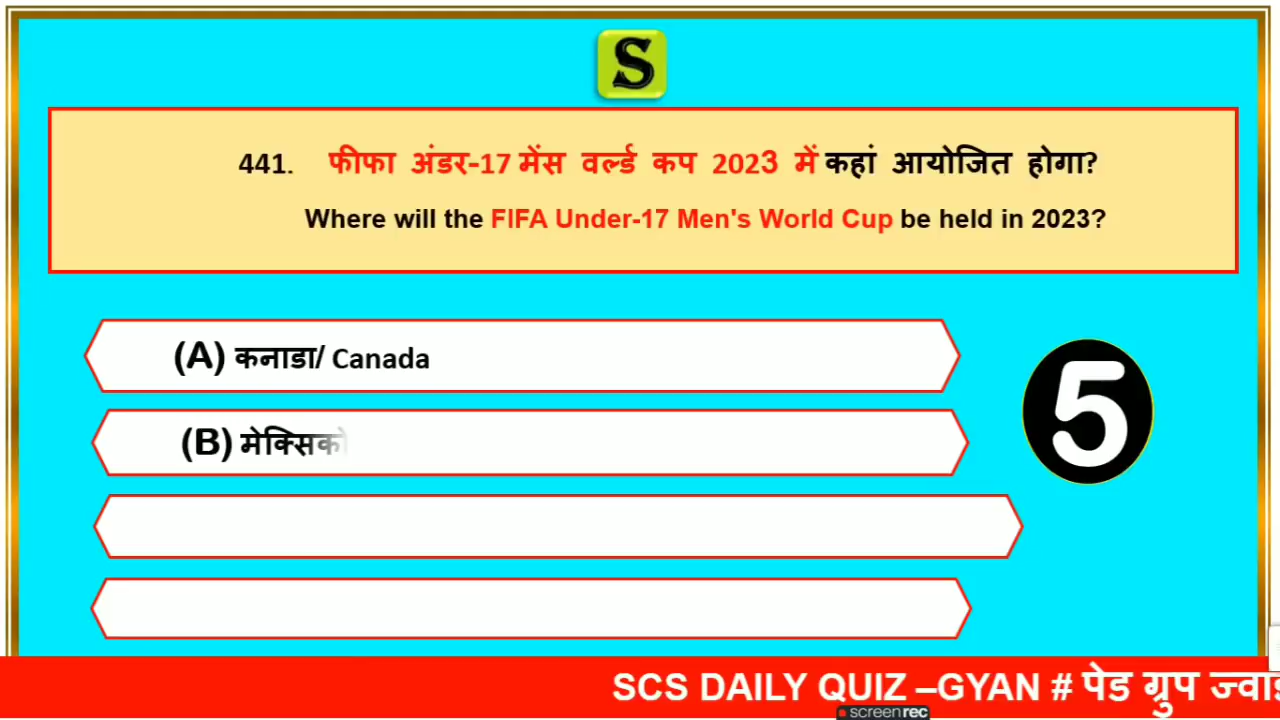 S
441. फीफा अंडर-17 मेंस वर्ल्ड कप 2023 में कहां आयोजित होगा?
Where will the FIFA Under-17 Men's World Cup be held in 2023?
(A) कनाडा/ Canada
(B) मेक्सिको
5
SCS DAILY QUIZ –GYAN # पेड ग्रुप
screenrec